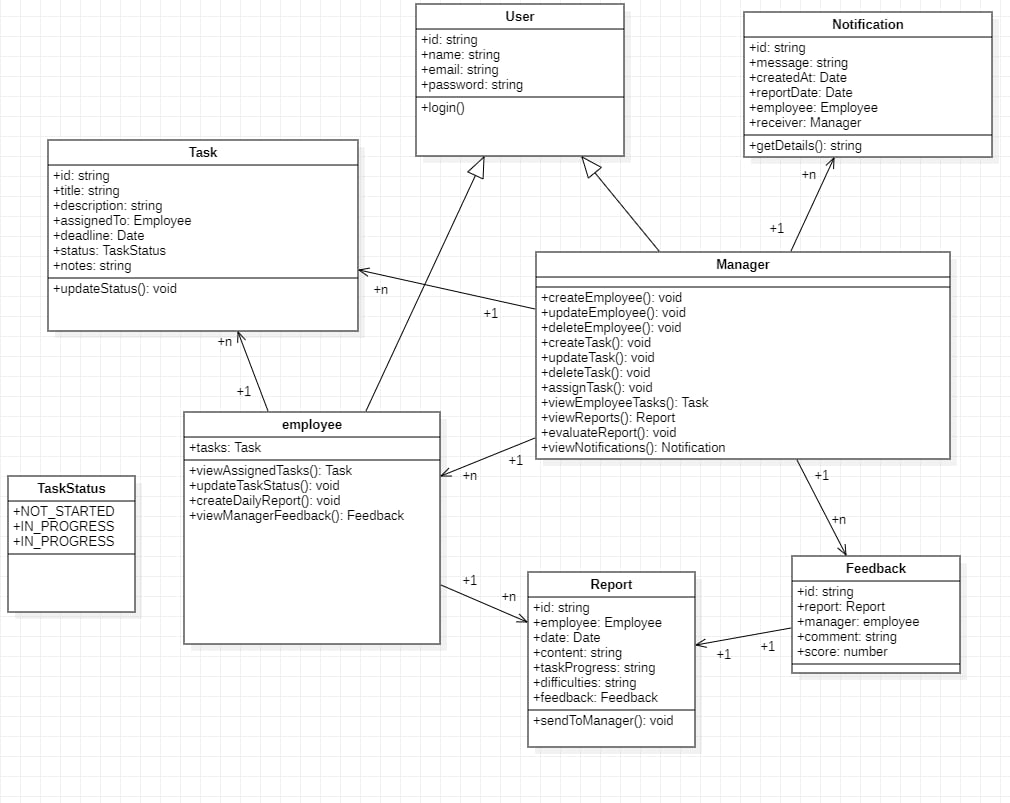 User
+id: string
+name: string
+email: string
+password: string
+login()
Notification
+id: string
+message: string
+createdAt: Date
+reportDate: Date
+employee: Employee
+receiver: Manager
+getDetails(): string
Task
+id: string
+title: string
+description: string
+assignedTo: Employee
+deadline: Date
+status: TaskStatus
+notes: string
+updateStatus(): void
+n
+1
Manager
+createEmployee(): void
+updateEmployee(): void
+deleteEmployee(): void
+createTask(): void
+updateTask(): void
+deleteTask(): void
+assignTask(): void
+viewEmployeeTasks(): Task
+viewReports(): Report
+evaluateReport(): void
+viewNotifications(): Notification
+n
+1
+n
+1
employee
+tasks: Task
+viewAssignedTasks(): Task
+updateTaskStatus(): void
+createDailyReport(): void
+viewManagerFeedback(): Feedback
+1
+n
TaskStatus
+NOT_STARTED
+IN_PROGRESS
+IN_PROGRESS
+1
+n
+1
+n
Report
+id: string
+employee: Employee
+date: Date
+content: string
+taskProgress: string
+difficulties: string
+feedback: Feedback
+sendToManager(): void
Feedback
+id: string
+report: Report
+manager: employee
+comment: string
+score: number
+1
+1